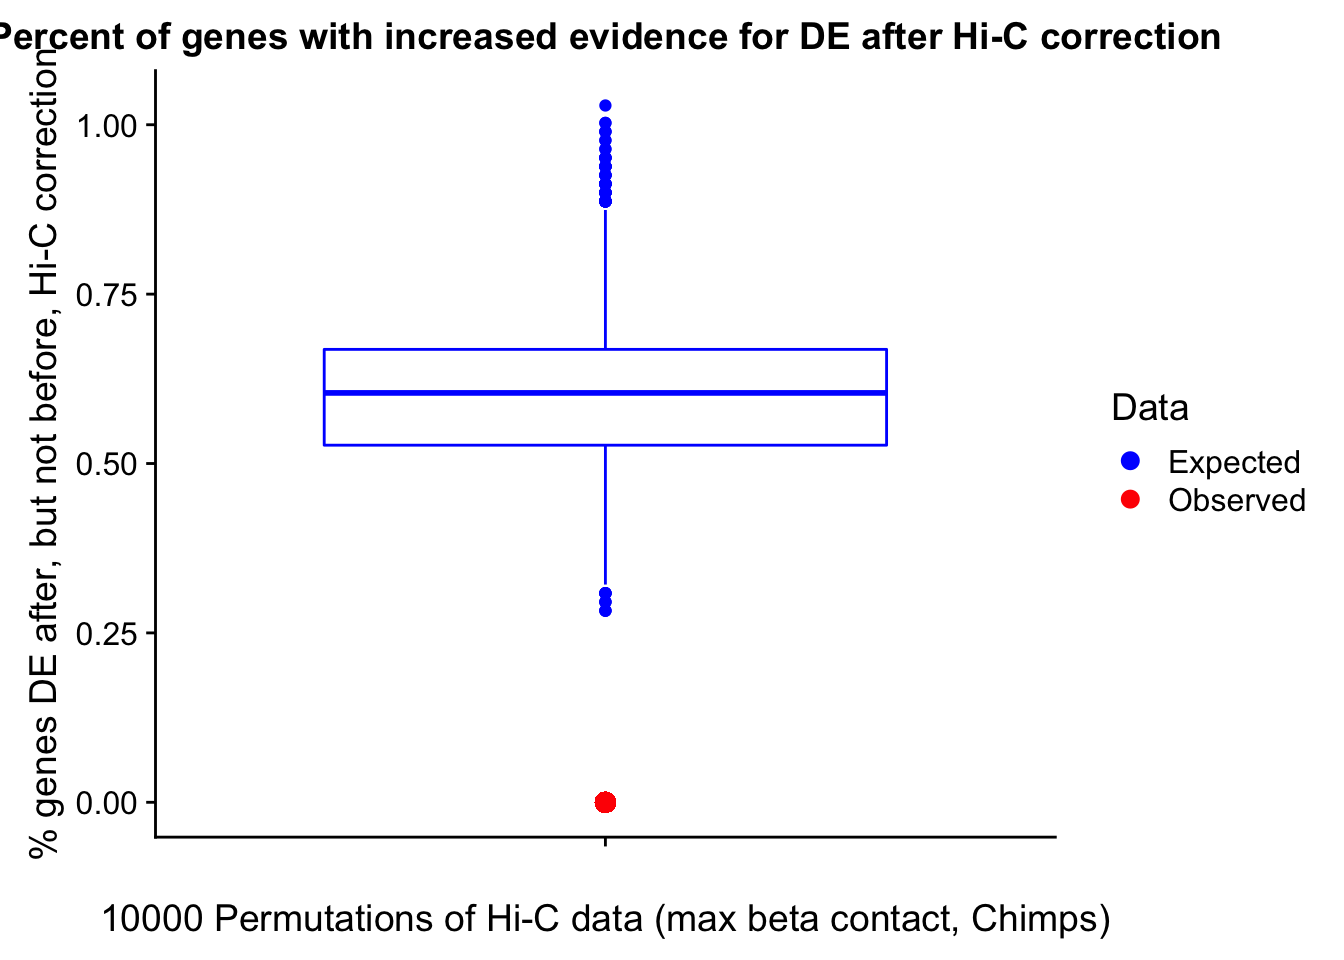 Percent of genes with increased evidence for DE after Hi-C correction
% genes DE after, but not before, Hi-C correction
1.00
0.75
0.50
0.25
0.00
10000 Permutations of Hi-C data (max beta contact, Chimps)
Data
Expected
Observed